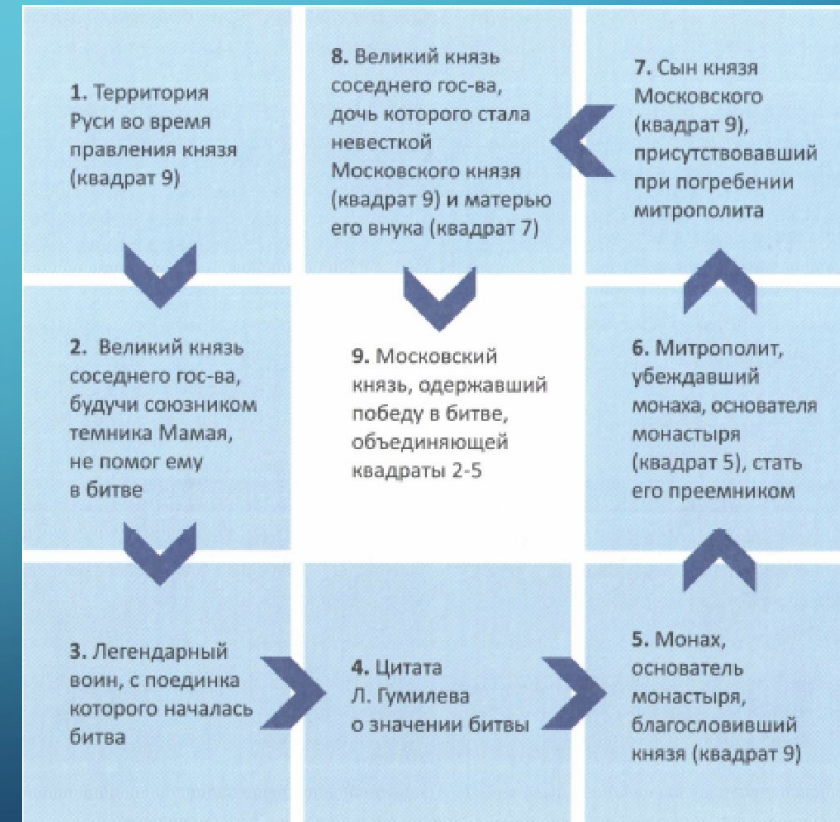 1. Территория
Руси во время
правления князя
(квадрат 9)
8. Великий князь
соседнего гос-ва,
дочь которого стала
невесткой
Московского князя
(квадрат 9) и матерью
его внука (квадрат 7)
7. Сын князя
Московского
(квадрат 9),
присутствовавший
при погребении
митрополита
2. Великий князь
соседнего гос-ва,
будучи союзником
темника Мамая,
не помог ему
в битве
9. Московский
князь, одержавший
победу в битве,
объединяющей
квадраты 2-5
6. Митрополит,
убеждавший
монаха, основателя
монастыря
(квадрат 5), стать
его преемником
3. Легендарный
воин, с поединка
которого началась
битва
4. Цитата
Л. Гумилева
о значении битвы
5. Монах,
основатель
монастыря,
благословивший
князя (квадрат 9)